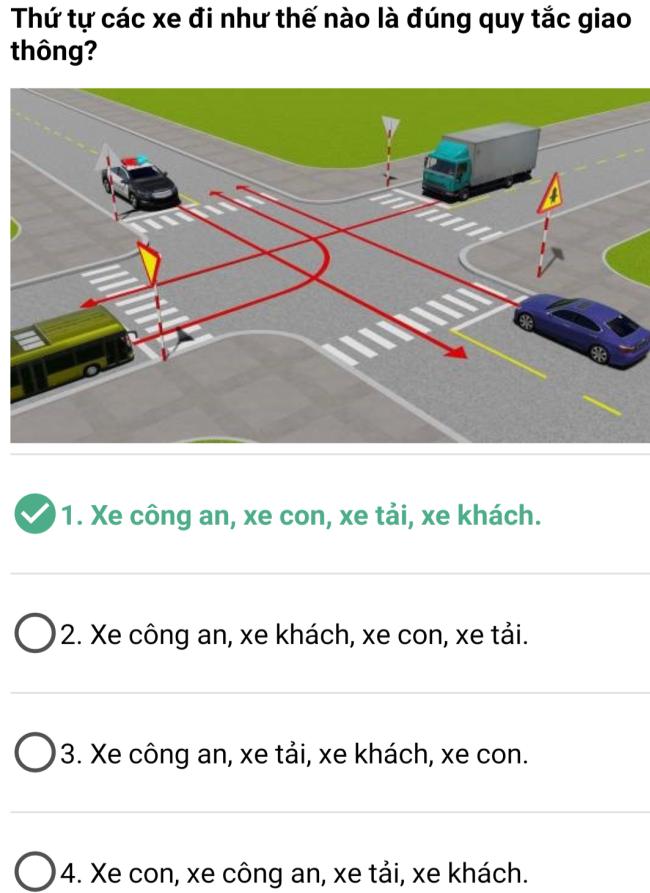 Thứ tự các xe đi như thế nào là đúng quy tắc giao
thông?
1. Xe công an, xe con, xe tải, xe khách.
2. Xe công an, xe khách, xe con, xe tải.
3. Xe công an, xe tải, xe khách, xe con.
4. Xe con, xe công an, xe tải, xe khách.